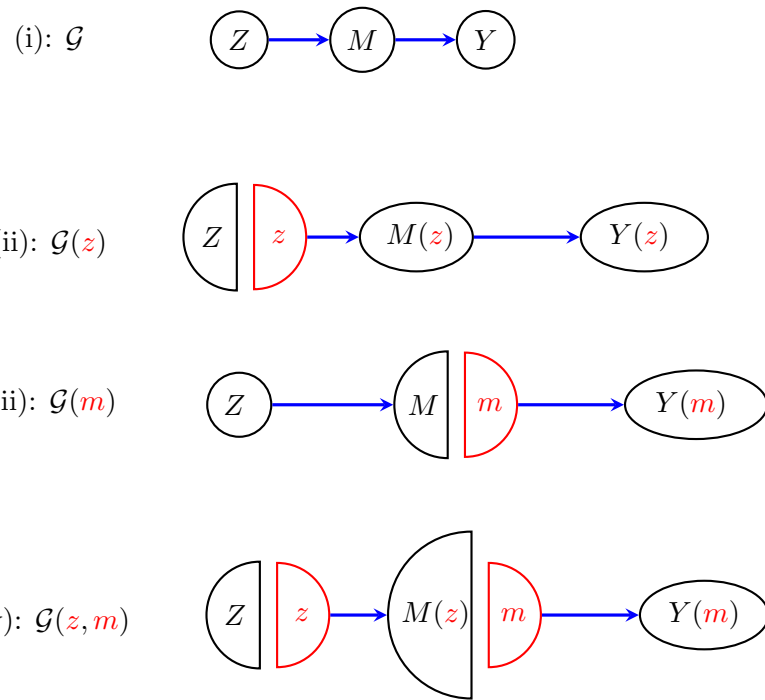 (i): 𝒢 Z M Y
ii): 𝒢(z) Z z M(z) Y(z)
ii): 𝒢(m) Z M m Y(m)
): 𝒢(z, m) Z z M(z) m Y(m)